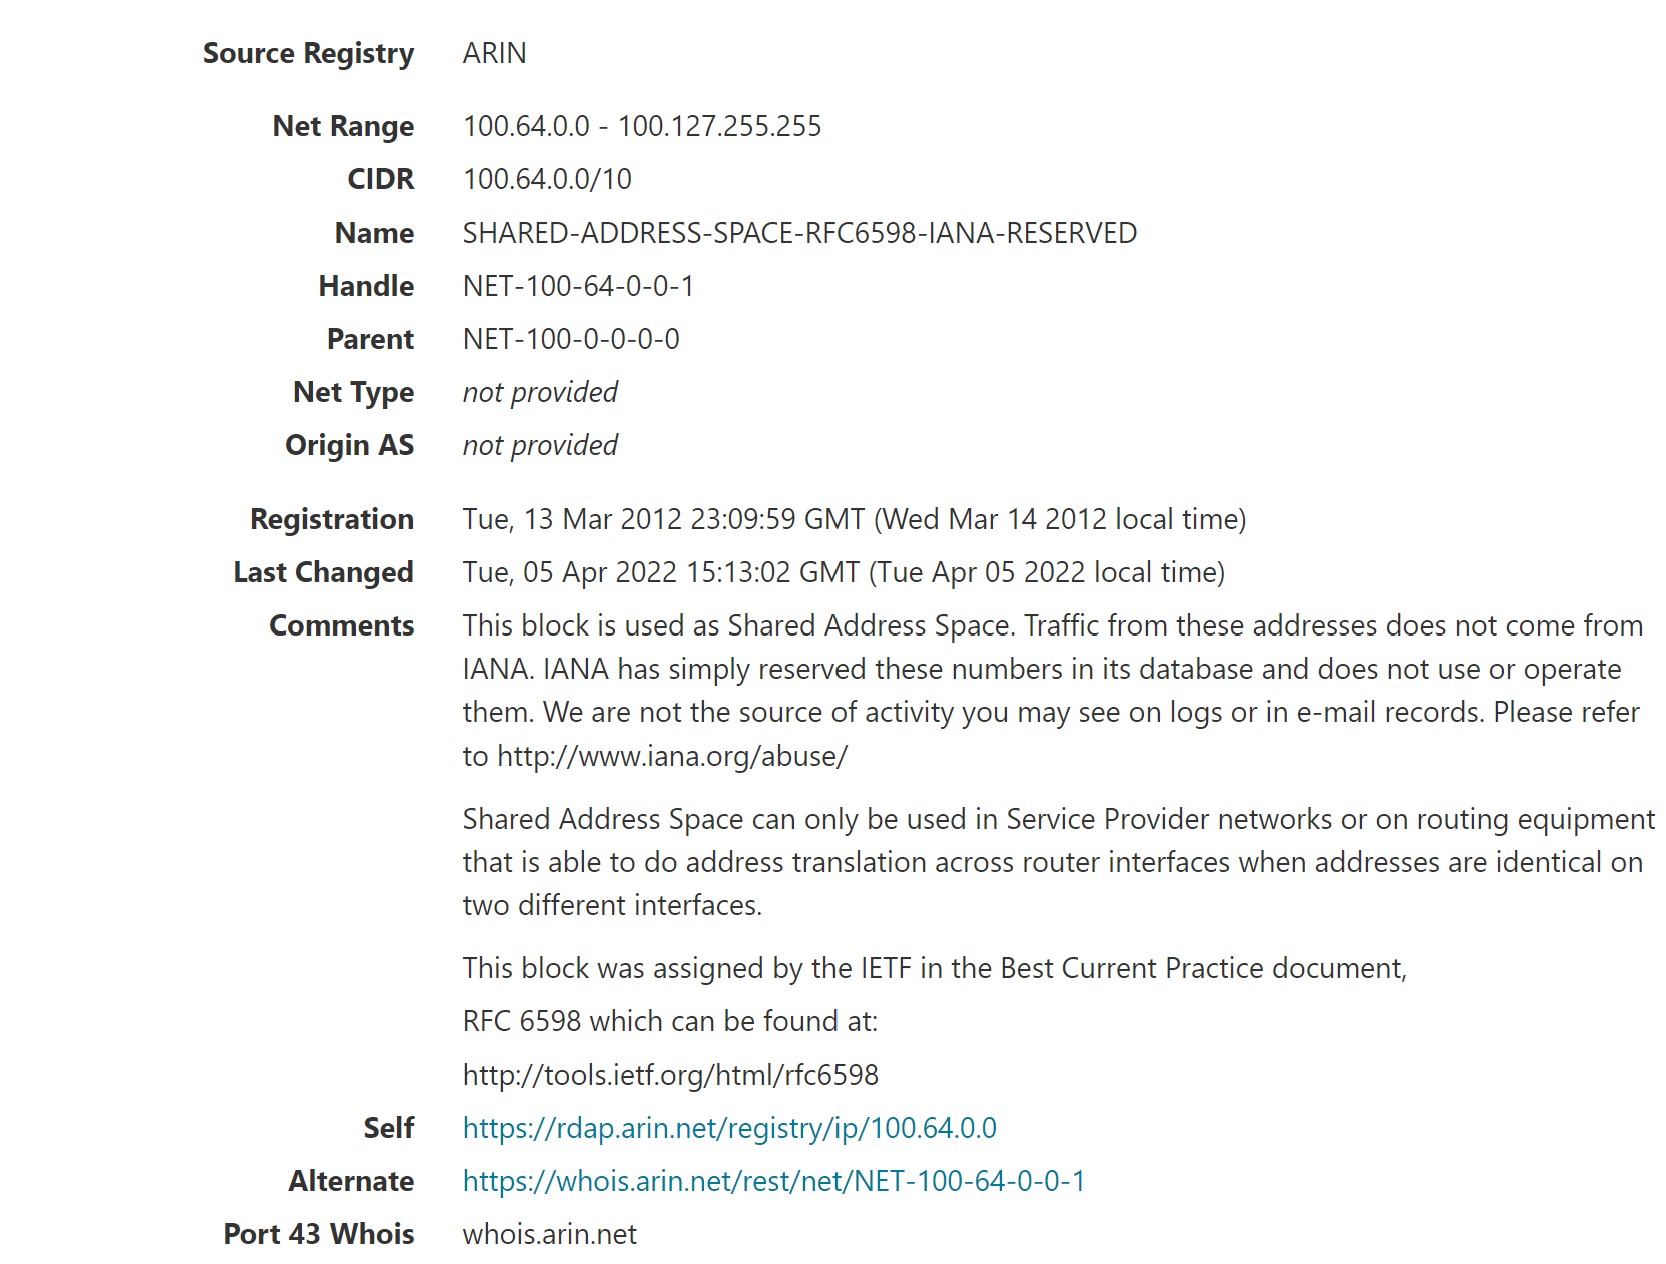 Source Registry ARIN
Net Range 100.64.0.0 - 100.127.255.255
CIDR 100.64.0.0/10
Name SHARED-ADDRESS-SPACE-RFC6598-IANA-RESERVED
Handle NET-100-64-0-0-1
Parent NET-100-0-0-0-0
Net Type not provided
Origin AS not provided
Registration Tue, 13 Mar 2012 23:09:59 GMT (Wed Mar 14 2012 local time)
Last Changed Tue, 05 Apr 2022 15:13:02 GMT (Tue Apr 05 2022 local time)
Comments This block is used as Shared Address Space. Traffic from these addresses does not come from
IANA. IANA has simply reserved these numbers in its database and does not use or operate
them. We are not the source of activity you may see on logs or in e-mail records. Please refer
to http://www.iana.org/abuse/
Shared Address Space can only be used in Service Provider networks or on routing equipment
that is able to do address translation across router interfaces when addresses are identical on
two different interfaces.
This block was assigned by the IETF in the Best Current Practice document,
RFC 6598 which can be found at:
http://tools.ietf.org/html/rfc6598
Self https://rdap.arin.net/registry/ip/100.64.0.0
Alternate https://whois.arin.net/rest/net/NET-100-64-0-0-1
Port 43 Whois whois.arin.net